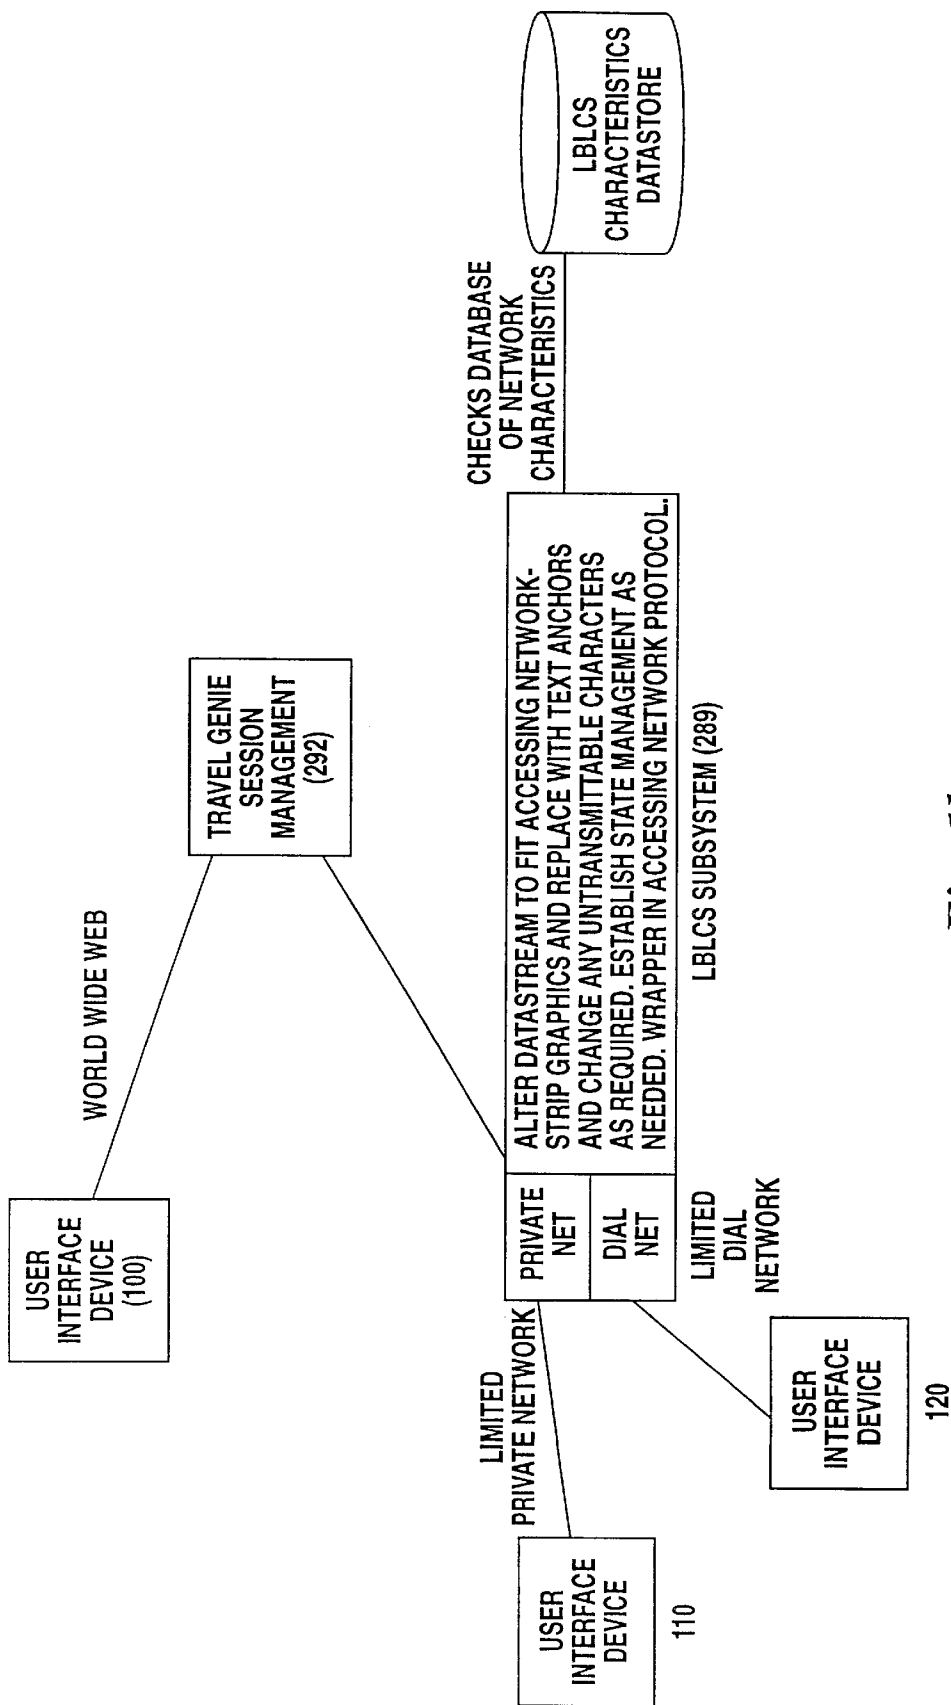 USER
INTERFACE
DEVICE
(100)
WORLD WIDE WEB
TRAVEL GENIE
SESSION
MANAGEMENT
(292)
LIMITED
PRIVATE NETWORK
USER
INTERFACE
DEVICE
110
PRIVATE
NET
DIAL
NET
LIMITED
DIAL
NETWORK
USER
INTERFACE
DEVICE
120
ALTER DATASTREAM TO FIT ACCESSING NETWORK-
STRIP GRAPHICS AND REPLACE WITH TEXT ANCHORS
AND CHANGE ANY UNTRANSMITTABLE CHARACTERS
AS REQUIRED. ESTABLISH STATE MANAGEMENT AS
NEEDED. WRAPPER IN ACCESSING NETWORK PROTOCOL.
LBLCS SUBSYSTEM (289)
CHECKS DATABASE
OF NETWORK
CHARACTERISTICS
LBLCS
CHARACTERISTICS
DATASTORE